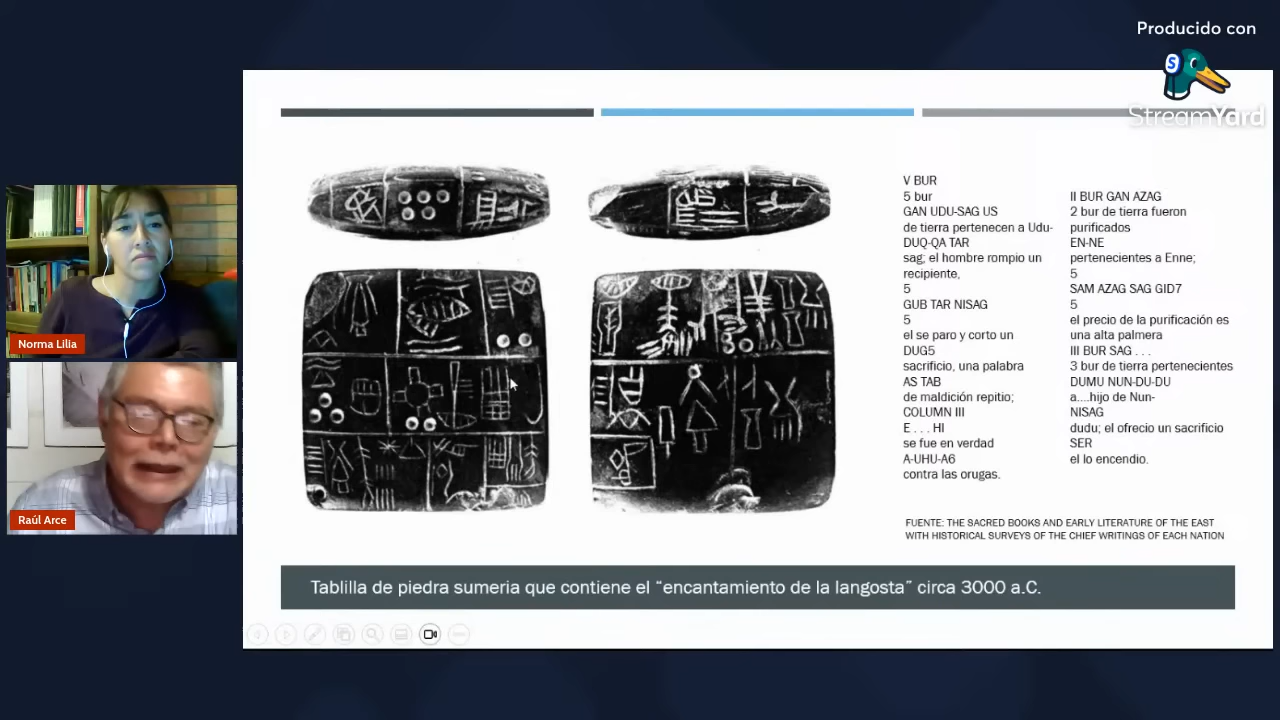 Producido con
StreamYard
V BUR
5 bur
GAN UDU-SAG US
de tierra pertenecen a Udu-
DUQ-QA TAR
sag; el hombre rompio un
recipiente,
5
GUB TAR NISAG
5
el se paro y corto un
DUG5
sacrificio, una palabra
AS TAB
de maldición repitio;
COLUMN III
E . . . HI
se fue en verdad
A-UHU-A6
contra las orugas.
II BUR GAN AZAG
2 bur de tierra fueron
purificados
EN-NE
pertenecientes a Enne;
5
SAM AZAG SAG GID7
5
el precio de la purificación es
una alta palmera
III BUR SAG . . .
3 bur de tierra pertenecientes
DUMU NUN-DU-DU
a....hijo de Nun-
NISAG
dudu; el ofrecio un sacrificio
SER
el lo encendio.
FUENTE: THE SACRED BOOKS AND EARLY LITERATURE OF THE EAST
WITH HISTORICAL SURVEYS OF THE CHIEF WRITINGS OF EACH NATION
Tablilla de piedra sumeria que contiene el “encantamiento de la langosta” circa 3000 a.C.
Norma Lilia
Raúl Arce